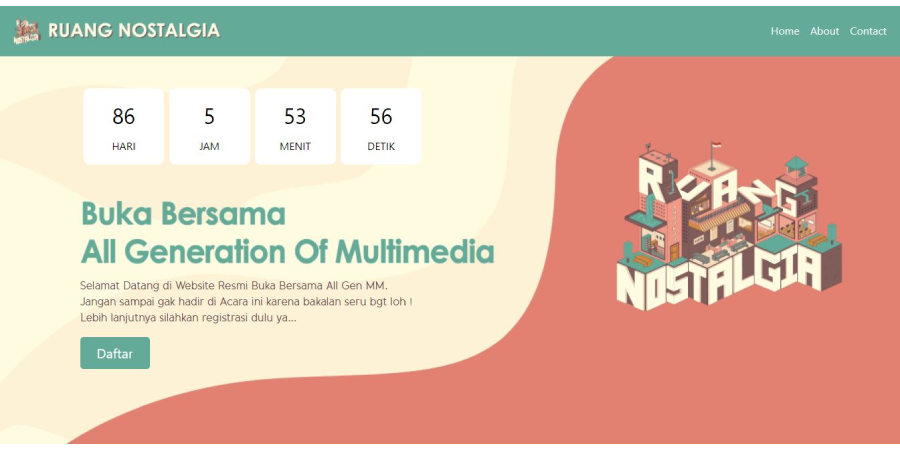 RUANG NOSTALGIA
Home About Contact
86 5 53 56
HARI JAM MENIT DETIK
Buka Bersama
All Generation Of Multimedia
Selamat Datang di Website Resmi Buka Bersama All Gen MM.
Jangan sampai gak hadir di Acara ini karena bakalan seru bgt loh !
Lebih lanjutnya silahkan registrasi dulu ya...
Daftar
RUANG
NOSTALGIA